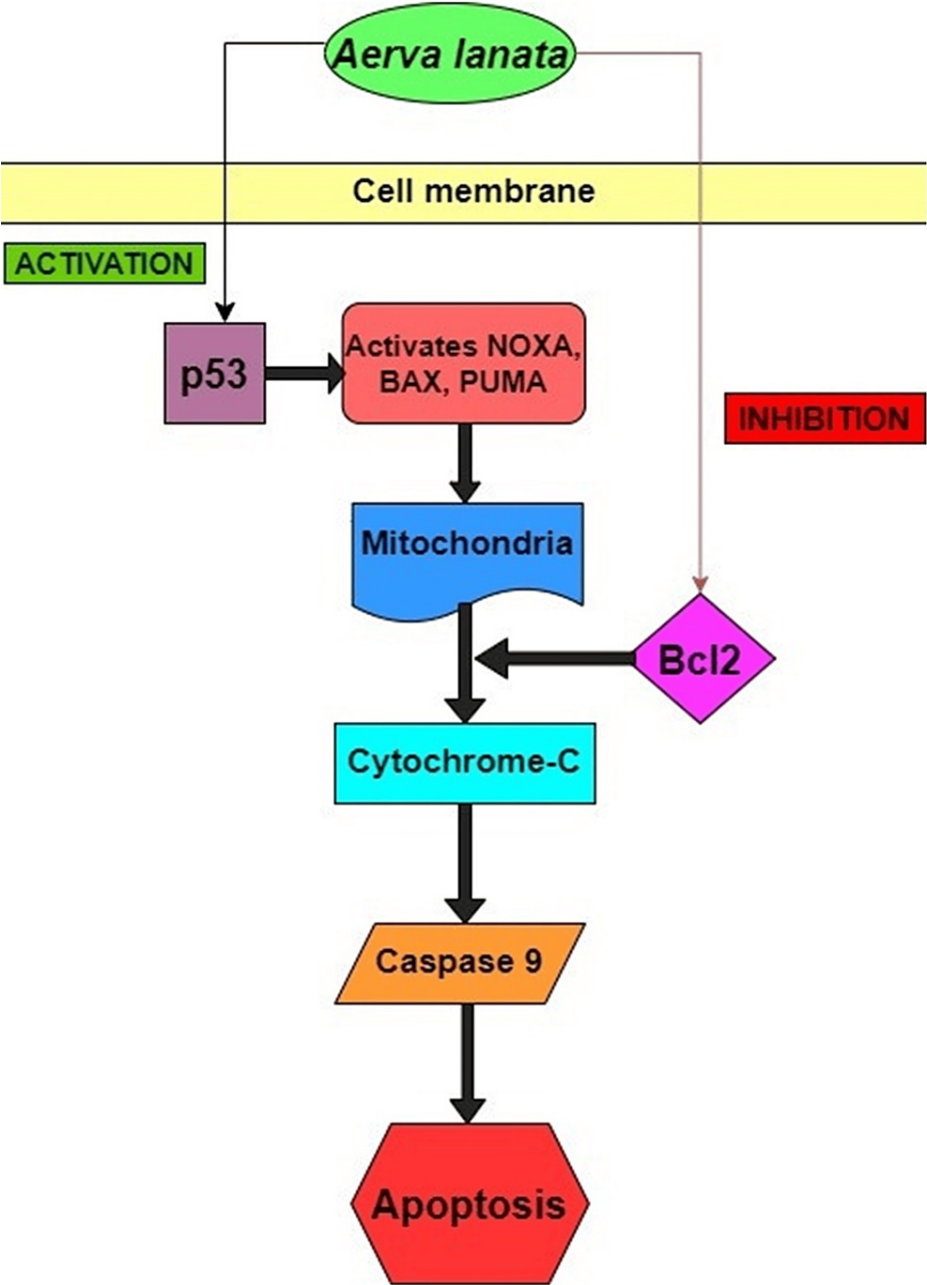 Aerva lanata
Cell membrane
ACTIVATION
p53
Activates NOXA,
BAX, PUMA
INHIBITION
Mitochondria
Bcl2
Cytochrome-C
Caspase 9
Apoptosis